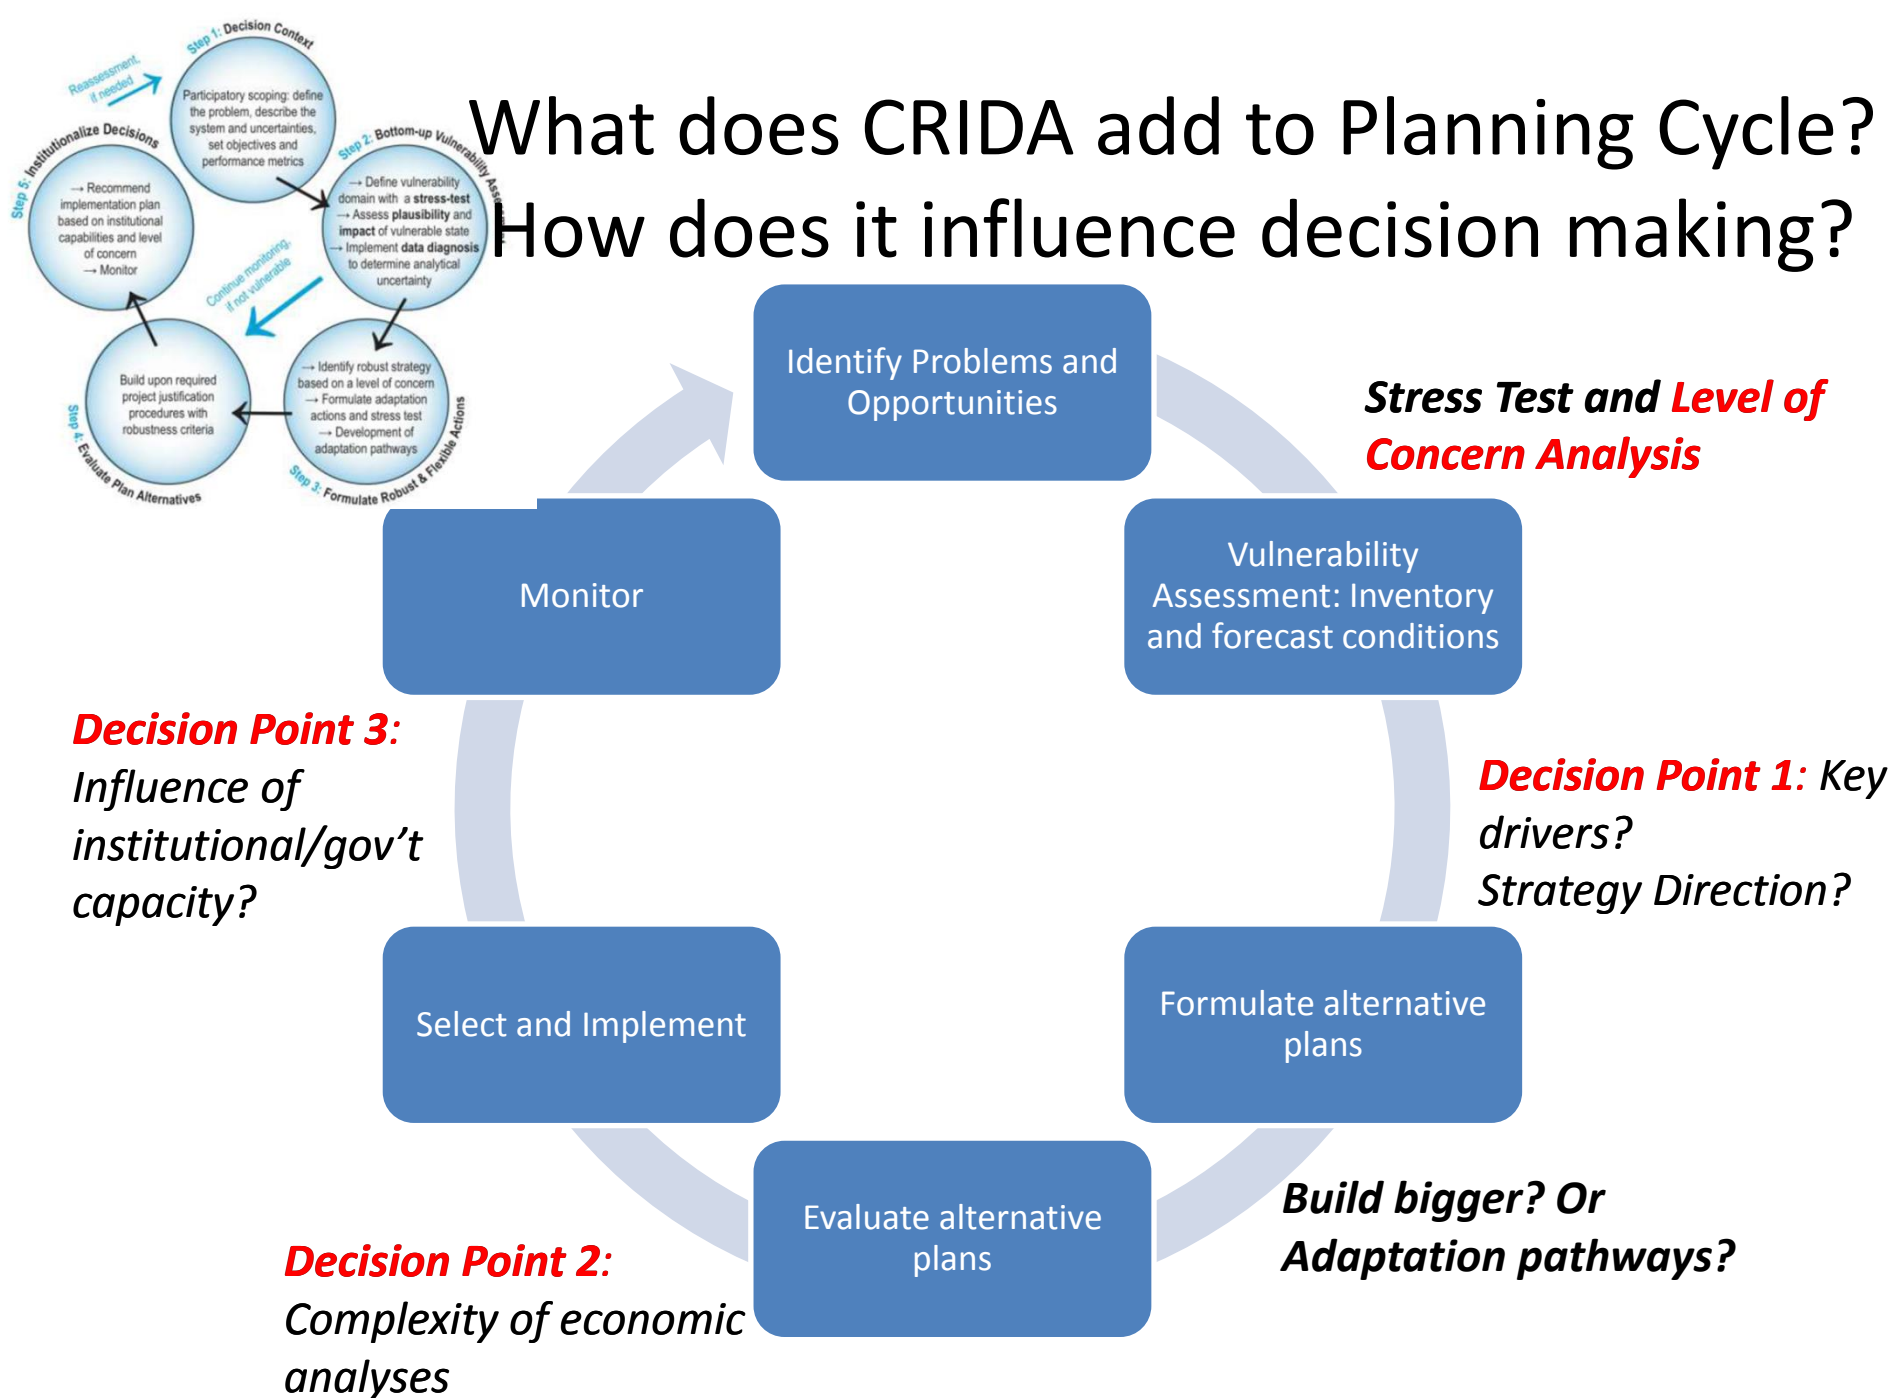 What does CRIDA add to Planning Cycle?
How does it influence decision making?
Step 1: Decision Context
Participatory scoping: define
the problem, describe the
system and uncertainties,
set objectives and
performance metrics
Reassessment,
if needed
Step 2: Bottom-up Vulnerability Assess
→ Define vulnerability
domain with a stress-test
→ Assess plausibility and
impact of vulnerable state
→ Implement data diagnosis
to determine analytical
uncertainty
Continue monitoring,
if not vulnerable
Step 3: Formulate Robust & Flexible Actions
→ Identify robust strategy
based on a level of concern
→ Formulate adaptation
actions and stress test
→ Development of
adaptation pathways
Step 4: Evaluate Plan Alternatives
Build upon required
project justification
procedures with
robustness criteria
Step 5: Institutionalize Decisions
→ Recommend
implementation plan
based on institutional
capabilities and level
of concern
→ Monitor
Identify Problems and
Opportunities
Stress Test and Level of
Concern Analysis
Vulnerability
Assessment: Inventory
and forecast conditions
Decision Point 1: Key
drivers?
Strategy Direction?
Formulate alternative
plans
Build bigger? Or
Adaptation pathways?
Evaluate alternative
plans
Decision Point 2:
Complexity of economic
analyses
Select and Implement
Decision Point 3:
Influence of
institutional/gov’t
capacity?
Monitor